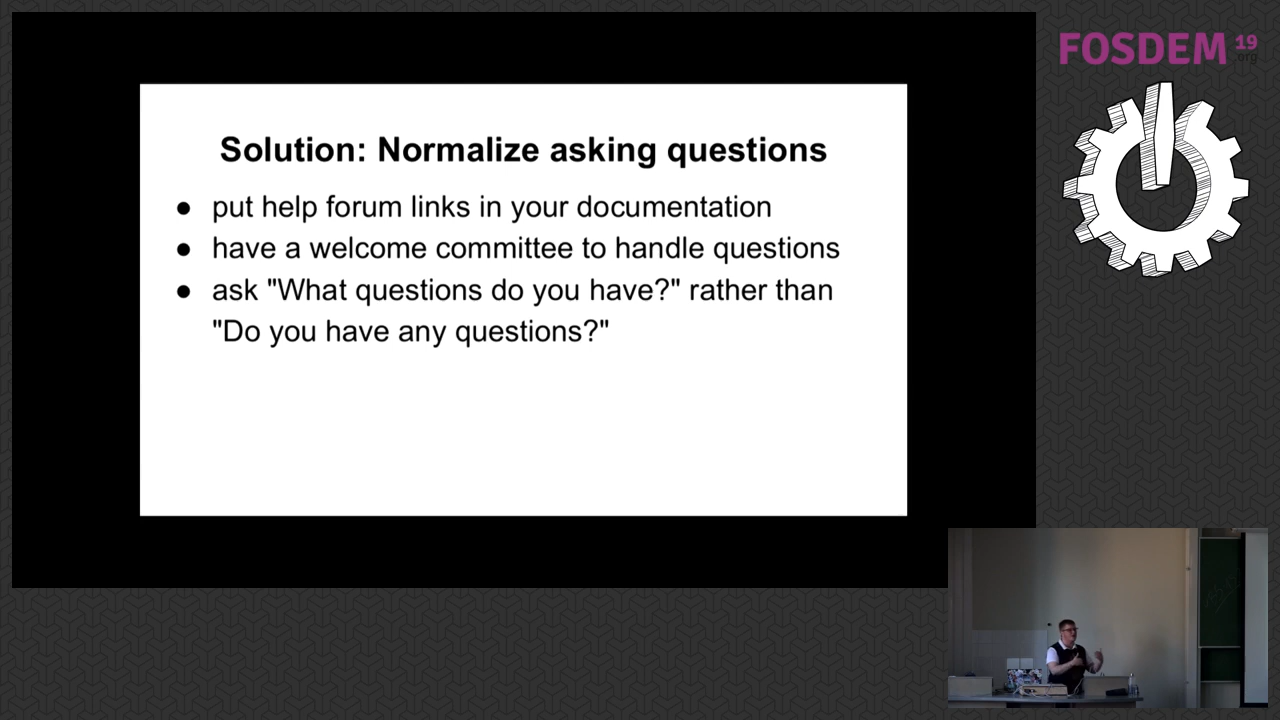 FOSDEM 19
.org
Solution: Normalize asking questions
● put help forum links in your documentation
● have a welcome committee to handle questions
● ask "What questions do you have?" rather than
"Do you have any questions?"